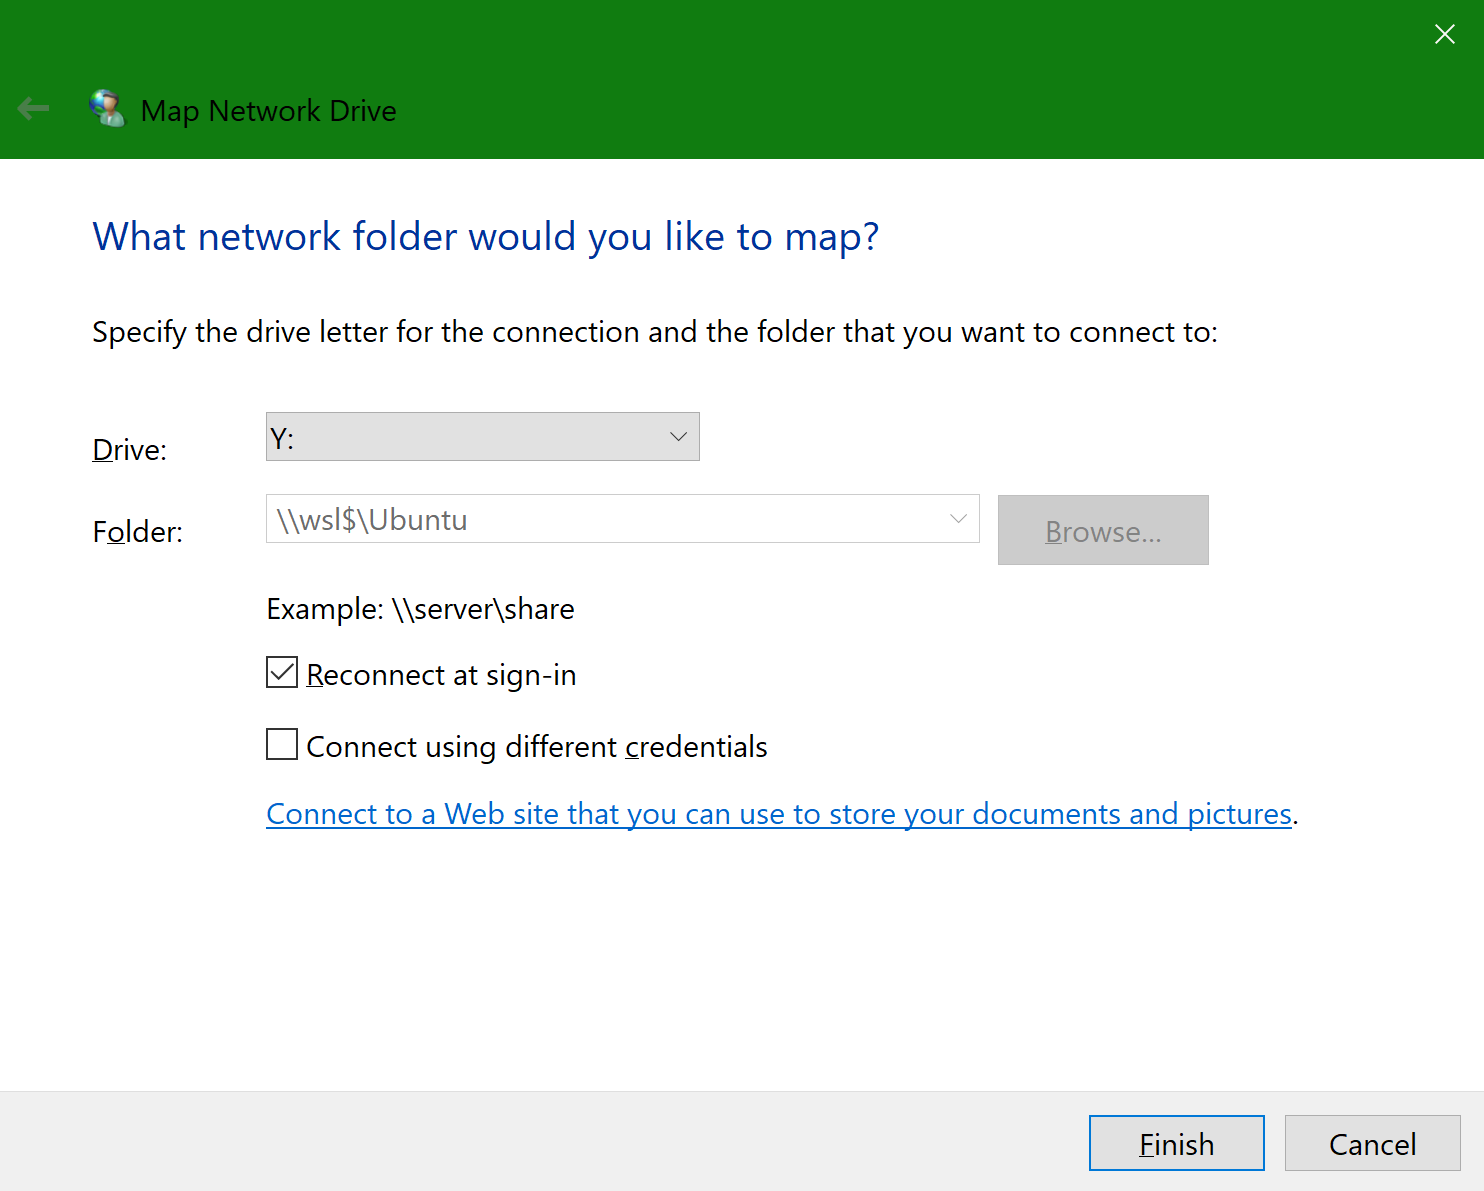 Map Network Drive
What network folder would you like to map?
Specify the drive letter for the connection and the folder that you want to connect to:
Drive: Y:
Folder: \\wsl$\Ubuntu Browse...
Example: \\server\share
Reconnect at sign-in
Connect using different credentials
Connect to a Web site that you can use to store your documents and pictures.
Finish Cancel